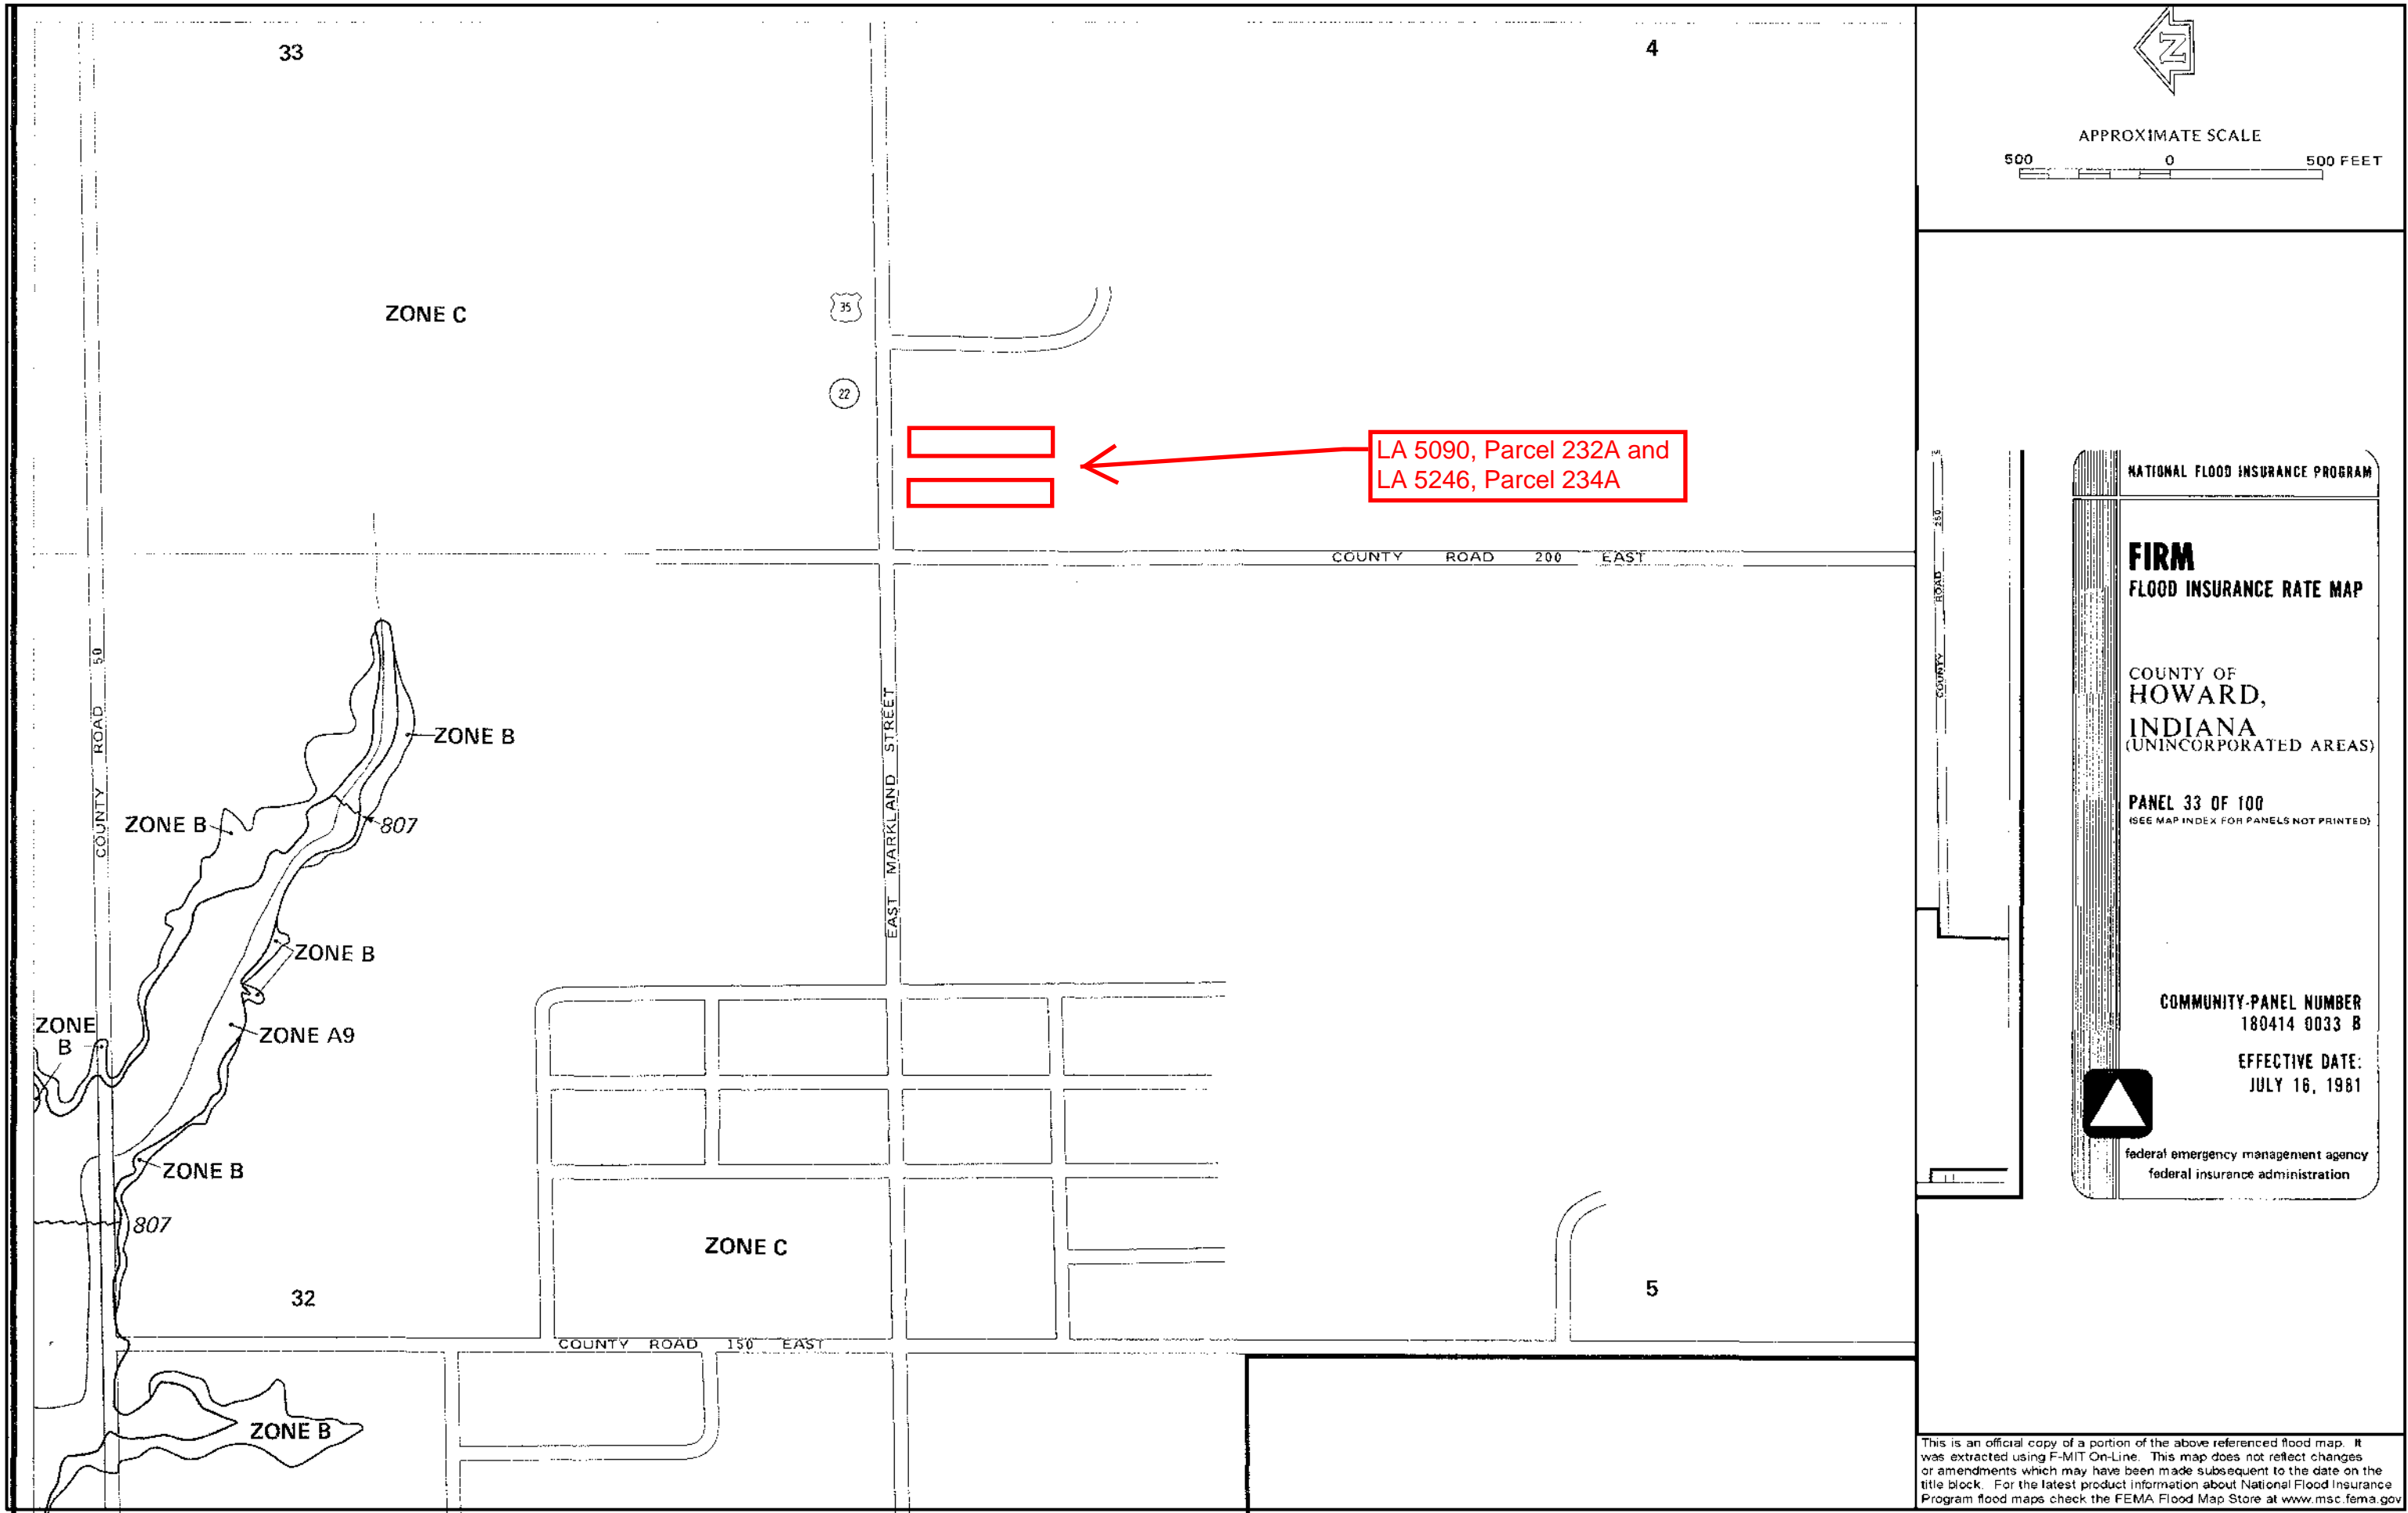 33
4
N
APPROXIMATE SCALE
500 0 500 FEET
ZONE C
35
22
LA 5090, Parcel 232A and
LA 5246, Parcel 234A
COUNTY ROAD 200 EAST
COUNTY ROAD 50
EAST MARKLAND STREET
COUNTY ROAD 250
ZONE B
ZONE B
807
ZONE B
ZONE
B
ZONE A9
ZONE B
807
ZONE C
32
5
COUNTY ROAD 150 EAST
ZONE B
NATIONAL FLOOD INSURANCE PROGRAM
FIRM
FLOOD INSURANCE RATE MAP
COUNTY OF
HOWARD,
INDIANA
(UNINCORPORATED AREAS)
PANEL 33 OF 100
(SEE MAP INDEX FOR PANELS NOT PRINTED)
COMMUNITY-PANEL NUMBER
180414 0033 B
EFFECTIVE DATE:
JULY 16, 1981
federal emergency management agency
federal insurance administration
This is an official copy of a portion of the above referenced flood map. It
was extracted using F-MIT On-Line. This map does not reflect changes
or amendments which may have been made subsequent to the date on the
title block. For the latest product information about National Flood Insurance
Program flood maps check the FEMA Flood Map Store at www.msc.fema.gov